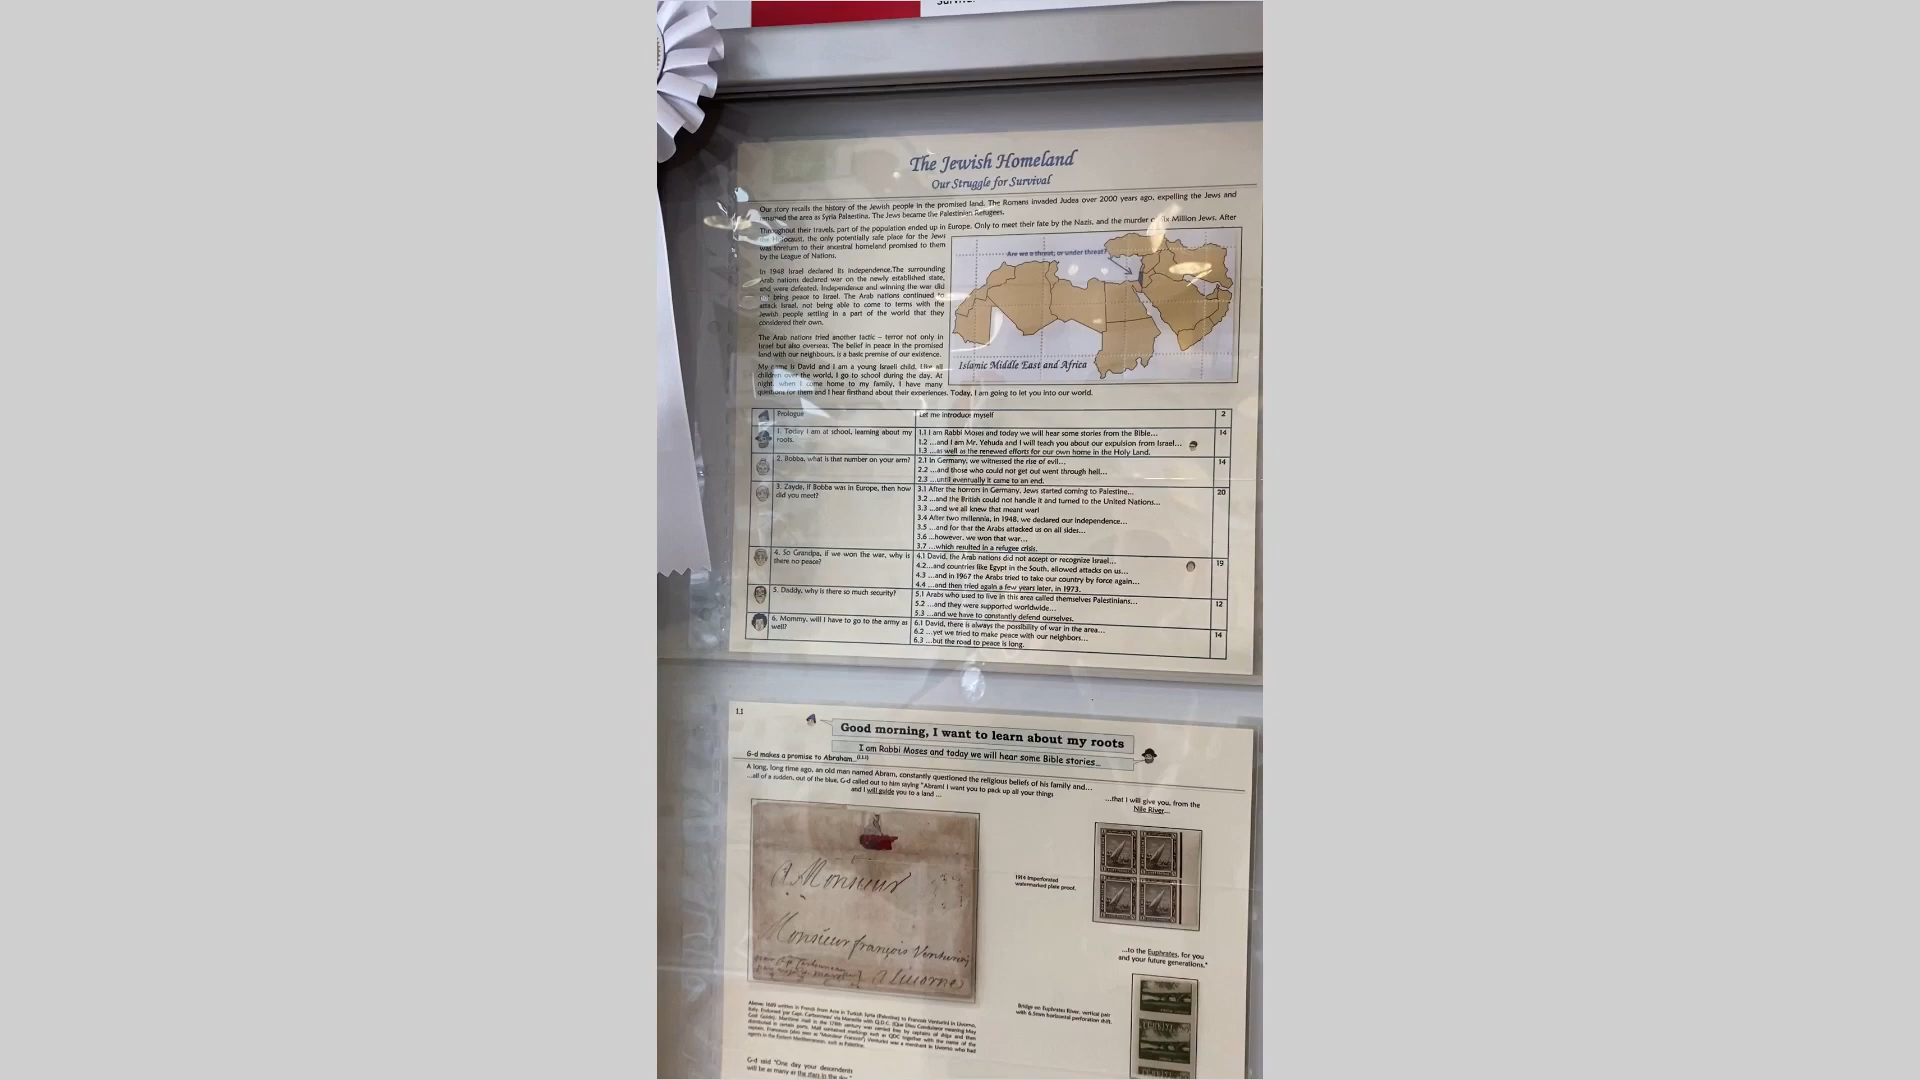 The Jewish Homeland
Our Struggle for Survival
Our story recalls the history of the Jewish people in the promised land. The Romans invaded Judea over 2000 years ago, expelling the Jews and
renamed the area as Syria Palaestina. The Jews became the Palestinian Refugees.
Throughout their travels, part of the population ended up in Europe. Only to meet their fate by the Nazis, and the murder Six Million Jews. After
the Holocaust, the only potentially safe place for the Jews
was to return to their ancestral homeland promised to them
by the League of Nations.
In 1948 Israel declared its independence.The surrounding
Arab nations declared war on the newly established state,
and were defeated. Independence and winning the war did
not bring peace to Israel. The Arab nations continued to
attack Israel, not being able to come to terms with the
Jewish people settling in a part of the world that they
considered their own.
The Arab nations tried another tactic – terror not only in
Israel but also overseas. The belief in peace in the promised
land with our neighbours, is a basic premise of our existence.
My name is David and I am a young Israeli child. Like all
children over the world, I go to school during the day. At
night, when I come home to my family, I have many
questions for them and I hear firsthand about their experiences. Today, I am going to let you into our world.
Are we a threat, or under threat?
Islamic Middle East and Africa
Prologue Let me introduce myself 2
1. Today I am at school, learning about my roots. 1.1 I am Rabbi Moses and today we will hear some stories from the Bible... 14
1.2 ...and I am Mr. Yehuda and I will teach you about our expulsion from Israel...
1.3 ...as well as the renewed efforts for our own home in the Holy Land.
2. Bobba, what is that number on your arm? 2.1 In Germany, we witnessed the rise of evil... 14
2.2 ...and those who could not get out went through hell...
2.3 ...until eventually it came to an end.
3. Zayde, if Bobba was in Europe, then how did you meet? 3.1 After the horrors in Germany, Jews started coming to Palestine... 20
3.2 ...and the British could not handle it and turned to the United Nations...
3.3 ...and we all knew that meant war!
3.4 After two millennia, in 1948, we declared our independence...
3.5 ...and for that the Arabs attacked us on all sides...
3.6 ...however, we won that war...
3.7 ...which resulted in a refugee crisis.
4. So Grandpa, if we won the war, why is there no peace? 4.1 David, the Arab nations did not accept or recognize Israel... 19
4.2...and countries like Egypt in the South, allowed attacks on us...
4.3 ...and in 1967 the Arabs tried to take our country by force again...
4.4 ...and then tried again a few years later, in 1973.
5. Daddy, why is there so much security? 5.1 Arabs who used to live in this area called themselves Palestinians... 12
5.2 ...and they were supported worldwide...
5.3 ...and we have to constantly defend ourselves.
6. Mommy, will I have to go to the army as well? 6.1 David, there is always the possibility of war in the area... 14
6.2 ...yet we tried to make peace with our neighbors...
6.3 ...but the road to peace is long.
1.1
Good morning, I want to learn about my roots
I am Rabbi Moses and today we will hear some Bible stories...
G-d makes a promise to Abraham... (1.1.1)
A long, long time ago, an old man named Abram, constantly questioned the religious beliefs of his family and...
...all of a sudden, out of the blue, G-d called out to him saying "Abram! I want you to pack up all your things
and I will guide you to a land ...
...that I will give you, from the
Nile River...
A Monsieur
Monsieur françois Venturini
a Livorne
1914 imperforated
watermarked plate proof.
...to the Euphrates, for you
and your future generations."
Bridge on Euphrates River, vertical pair
with 6.5mm horizontal perforation shift.
G-d said "One day your descendents
will be as many as the stars in the sky."